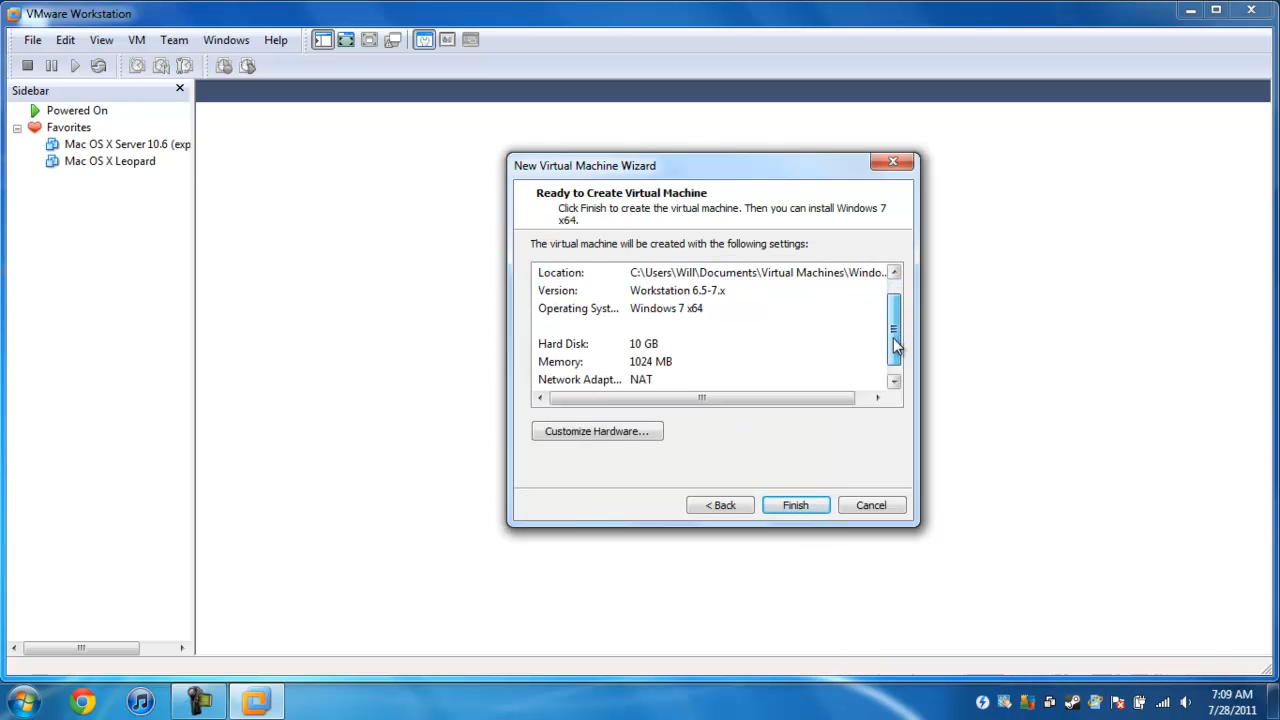 VMware Workstation
File Edit View VM Team Windows Help
Sidebar
Powered On
Favorites
Mac OS X Server 10.6 (exp
Mac OS X Leopard
New Virtual Machine Wizard
Ready to Create Virtual Machine
Click Finish to create the virtual machine. Then you can install Windows 7
x64.
The virtual machine will be created with the following settings:
Location: C:\Users\Will\Documents\Virtual Machines\Windo...
Version: Workstation 6.5-7.x
Operating Syst... Windows 7 x64
Hard Disk: 10 GB
Memory: 1024 MB
Network Adapt... NAT
Customize Hardware...
< Back Finish Cancel
7:09 AM
7/28/2011